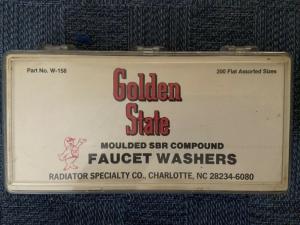 Part No. W-158
200 Flat Assorted Sizes
Golden
State
MOULDED SBR COMPOUND
FAUCET WASHERS
RADIATOR SPECIALTY CO., CHARLOTTE, NC 28234-6080